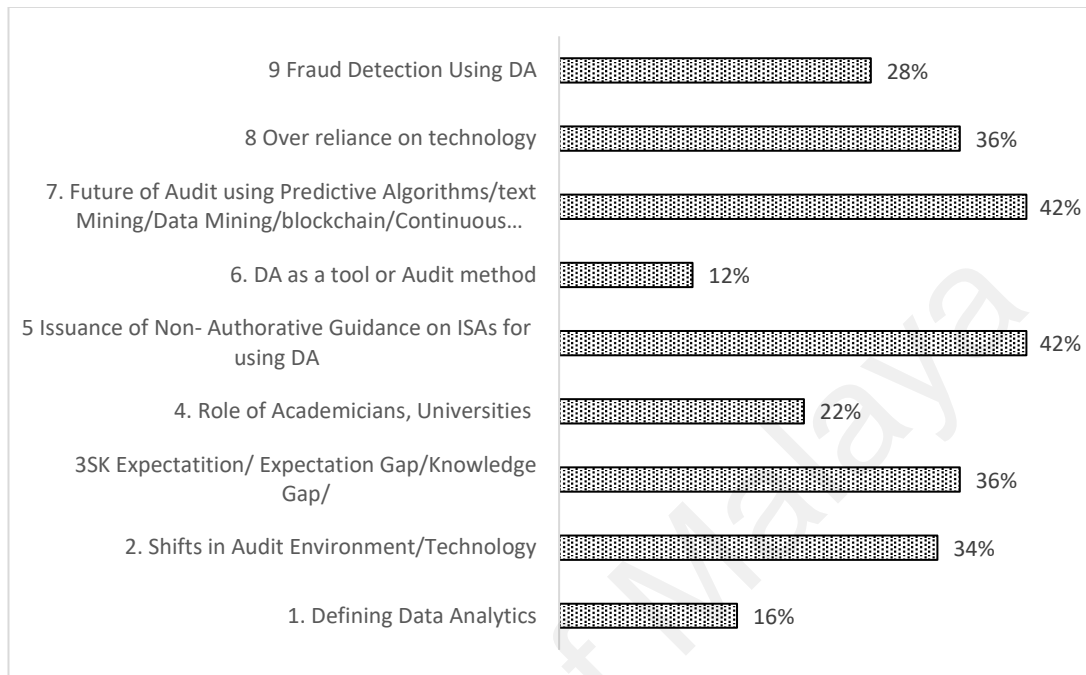 9 Fraud Detection Using DA
28%
8 Over reliance on technology
36%
7. Future of Audit using Predictive Algorithms/text
Mining/Data Mining/blockchain/Continuous…
42%
6. DA as a tool or Audit method
12%
5 Issuance of Non- Authorative Guidance on ISAs for
using DA
42%
4. Role of Academicians, Universities
22%
3SK Expectatition/ Expectation Gap/Knowledge
Gap/
36%
2. Shifts in Audit Environment/Technology
34%
1. Defining Data Analytics
16%
of Malaya